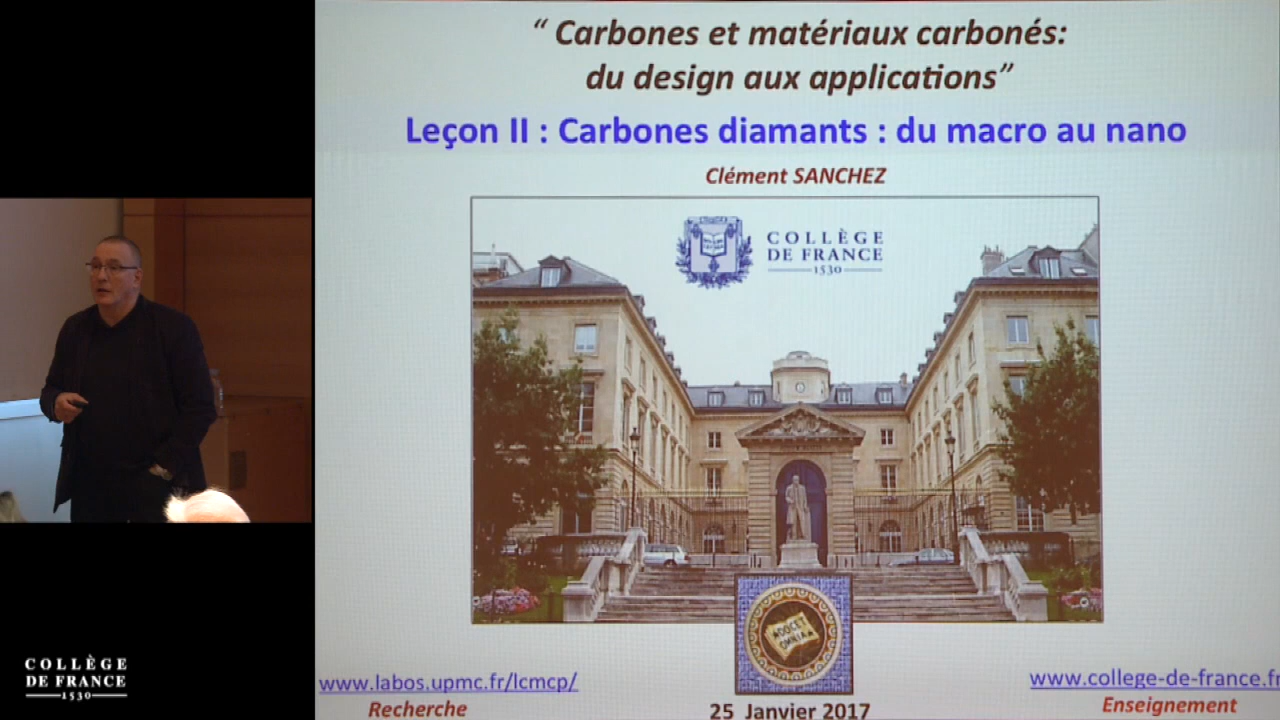 “ Carbones et matériaux carbonés:
du design aux applications”
Leçon II : Carbones diamants : du macro au nano
Clément SANCHEZ
COLLÈGE
DE FRANCE
1530
DOCET
OMNIA
www.labos.upmc.fr/lcmcp/
Recherche
25 Janvier 2017
www.college-de-france.fr
Enseignement
COLLÈGE
DE FRANCE
1530